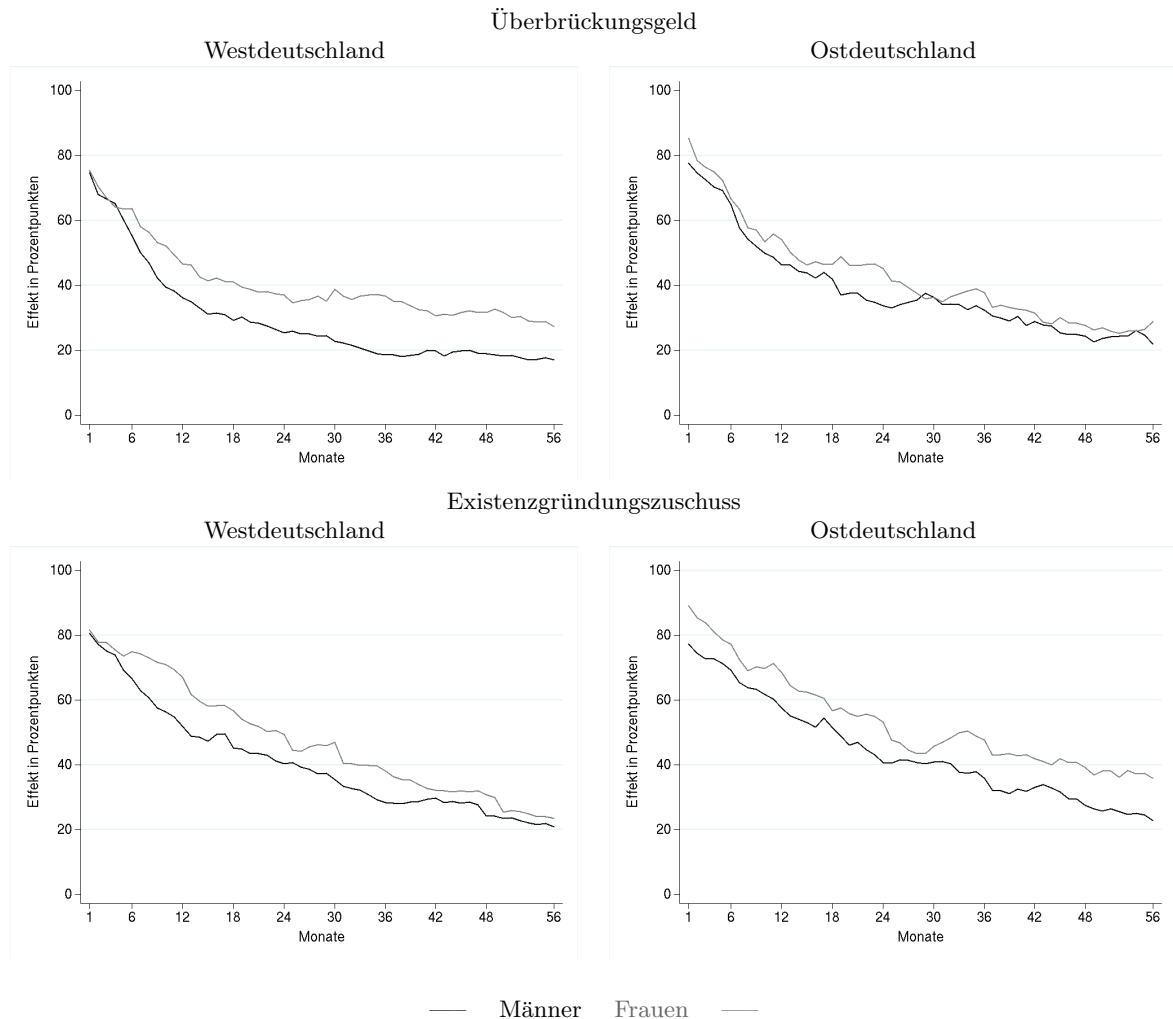 Überbrückungsgeld
Westdeutschland
Ostdeutschland
100
80
60
40
20
0
Effekt in Prozentpunkten
1 6 12 18 24 30 36 42 48 56
Monate
100
80
60
40
20
0
Effekt in Prozentpunkten
1 6 12 18 24 30 36 42 48 56
Monate
Existenzgründungszuschuss
Westdeutschland
Ostdeutschland
100
80
60
40
20
0
Effekt in Prozentpunkten
1 6 12 18 24 30 36 42 48 56
Monate
100
80
60
40
20
0
Effekt in Prozentpunkten
1 6 12 18 24 30 36 42 48 56
Monate
Männer Frauen